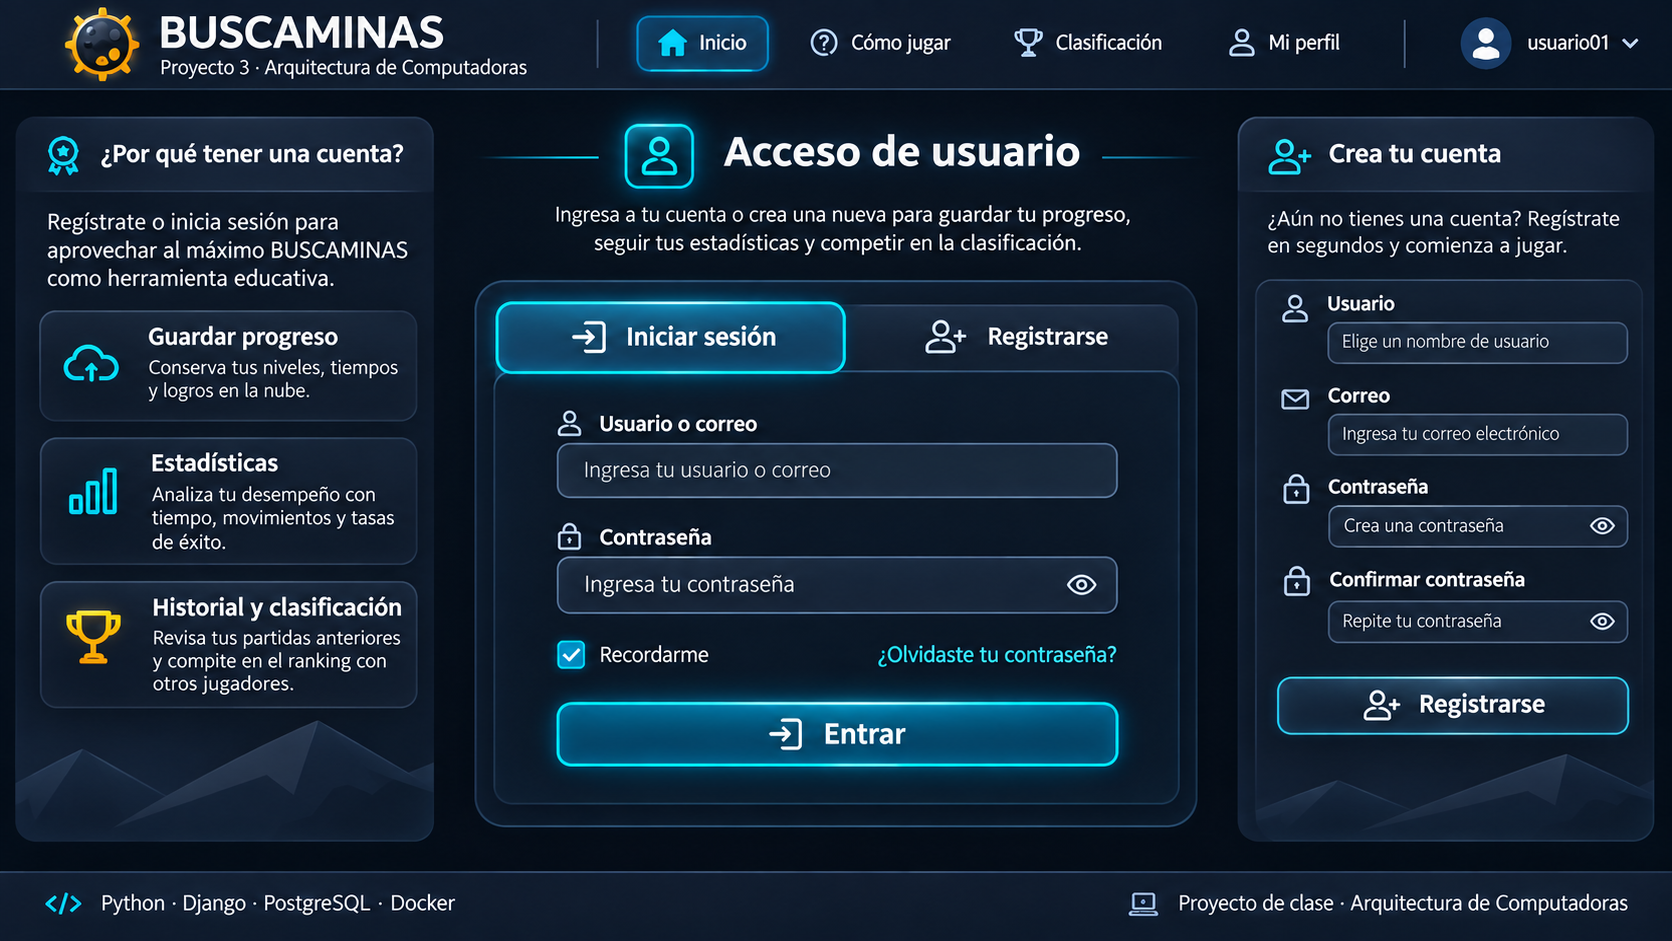 BUSCAMINAS
Proyecto 3 · Arquitectura de Computadoras
Inicio
Cómo jugar
Clasificación
Mi perfil
usuario01
¿Por qué tener una cuenta?
Regístrate o inicia sesión para
aprovechar al máximo BUSCAMINAS
como herramienta educativa.
Guardar progreso
Conserva tus niveles, tiempos
y logros en la nube.
Estadísticas
Analiza tu desempeño con
tiempo, movimientos y tasas
de éxito.
Historial y clasificación
Revisa tus partidas anteriores
y compite en el ranking con
otros jugadores.
Acceso de usuario
Ingresa a tu cuenta o crea una nueva para guardar tu progreso,
seguir tus estadísticas y competir en la clasificación.
Iniciar sesión
Registrarse
Usuario o correo
Ingresa tu usuario o correo
Contraseña
Ingresa tu contraseña
Recordarme
¿Olvidaste tu contraseña?
Entrar
Crea tu cuenta
¿Aún no tienes una cuenta? Regístrate
en segundos y comienza a jugar.
Usuario
Elige un nombre de usuario
Correo
Ingresa tu correo electrónico
Contraseña
Crea una contraseña
Confirmar contraseña
Repite tu contraseña
Registrarse
</> Python · Django · PostgreSQL · Docker
Proyecto de clase · Arquitectura de Computadoras